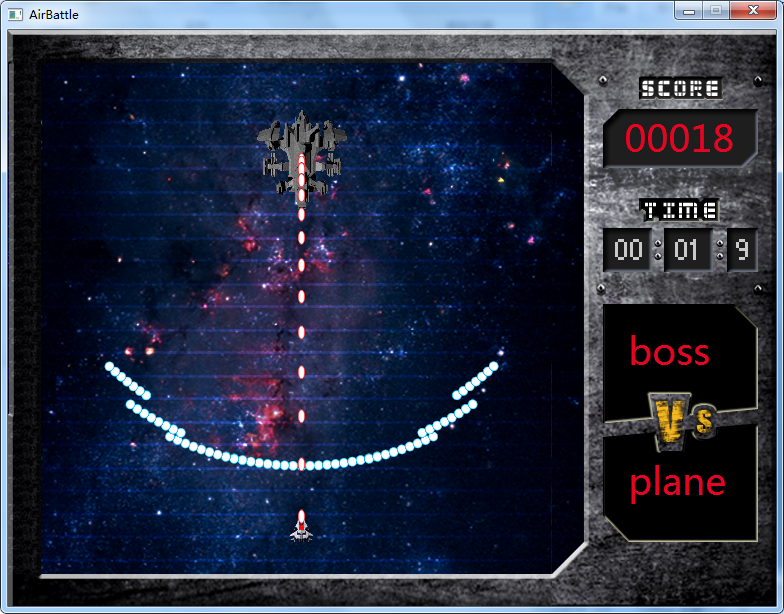 AirBattle
SCORE
00018
TIME
00 : 01 : 9
boss
Vs
plane